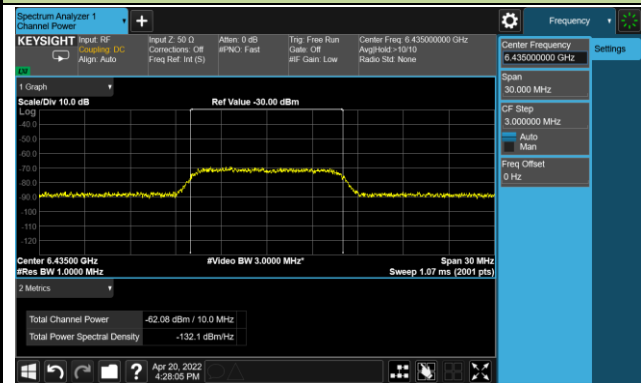 Spectrum Analyzer 1
Channel Power
+
Frequency
KEYSIGHT
Input: RF
Coupling: DC
Align: Auto
Input Z: 50 Ω
Corrections: Off
Freq Ref: Int (S)
Atten: 0 dB
#PNO: Fast
Trig: Free Run
Gate: Off
#IF Gain: Low
Center Freq: 6.435000000 GHz
Avg|Hold:>10/10
Radio Std: None
Center Frequency
6.435000000 GHz
Settings
Span
30.000 MHz
CF Step
3.000000 MHz
Auto
Man
Freq Offset
0 Hz
1 Graph
Scale/Div 10.0 dB
Ref Value -30.00 dBm
Log
-40.0
-50.0
-60.0
-70.0
-80.0
-90.0
-100
-110
-120
Center 6.43500 GHz
#Video BW 3.0000 MHz*
Span 30 MHz
#Res BW 1.0000 MHz
Sweep 1.07 ms (2001 pts)
2 Metrics
Total Channel Power -62.08 dBm / 10.0 MHz
Total Power Spectral Density -132.1 dBm/Hz
?
Apr 20, 2022
4:28:05 PM